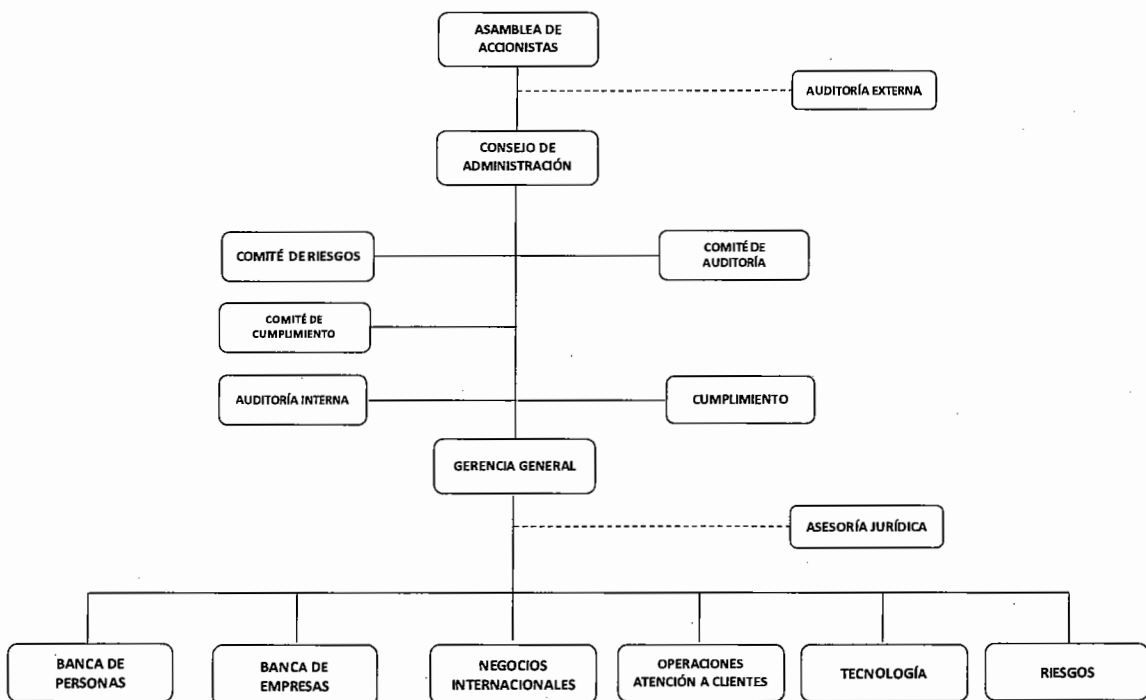 ASAMBLEA DE
ACCIONISTAS
AUDITORÍA EXTERNA
CONSEJO DE
ADMINISTRACIÓN
COMITÉ DE RIESGOS
COMITÉ DE
AUDITORÍA
COMITÉ DE
CUMPLIMIENTO
AUDITORÍA INTERNA
CUMPLIMIENTO
GERENCIA GENERAL
ASESORÍA JURÍDICA
BANCA DE
PERSONAS
BANCA DE
EMPRESAS
NEGOCIOS
INTERNACIONALES
OPERACIONES
ATENCIÓN A CLIENTES
TECNOLOGÍA
RIESGOS